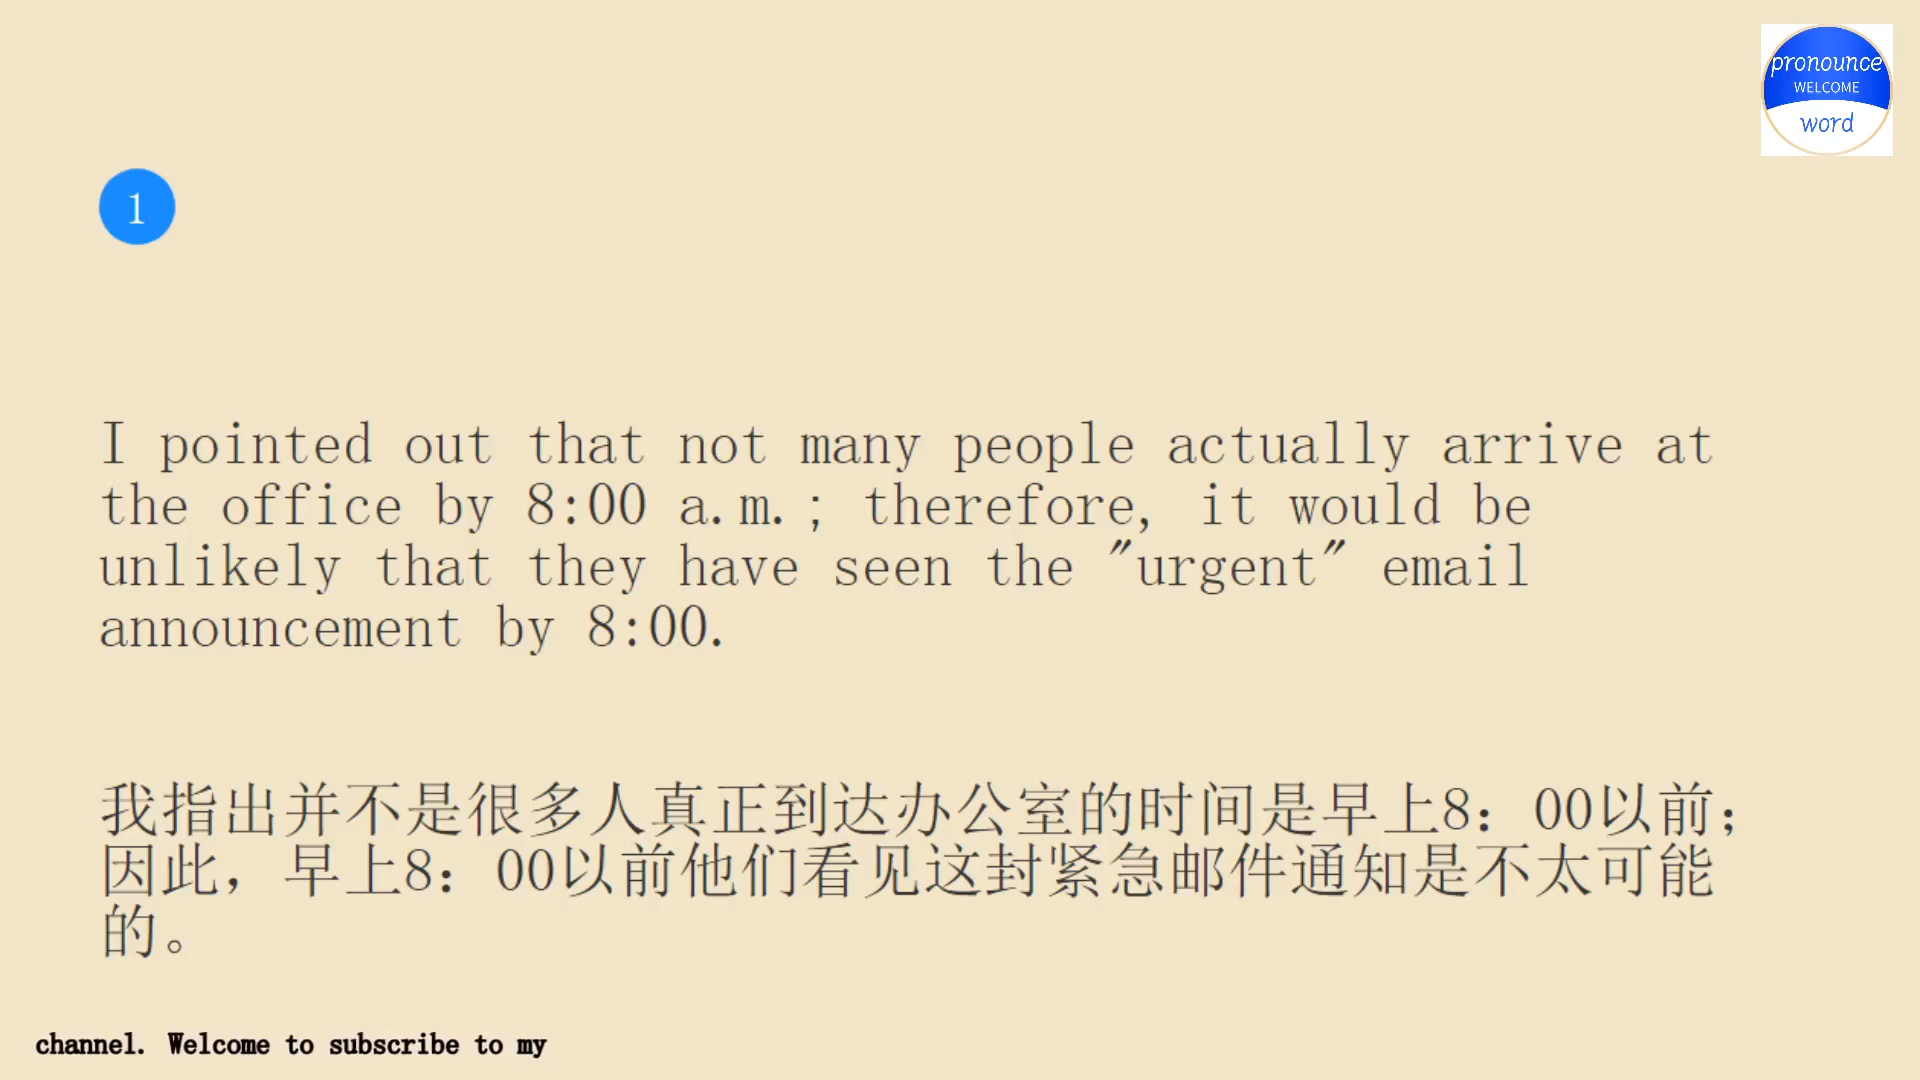 pronounce
WELCOME
word
1
I pointed out that not many people actually arrive at
the office by 8:00 a.m.; therefore, it would be
unlikely that they have seen the "urgent" email
announcement by 8:00.
我指出并不是很多人真正到达办公室的时间是早上8：00以前；
因此，早上8：00以前他们看见这封紧急邮件通知是不太可能
的。
channel. Welcome to subscribe to my